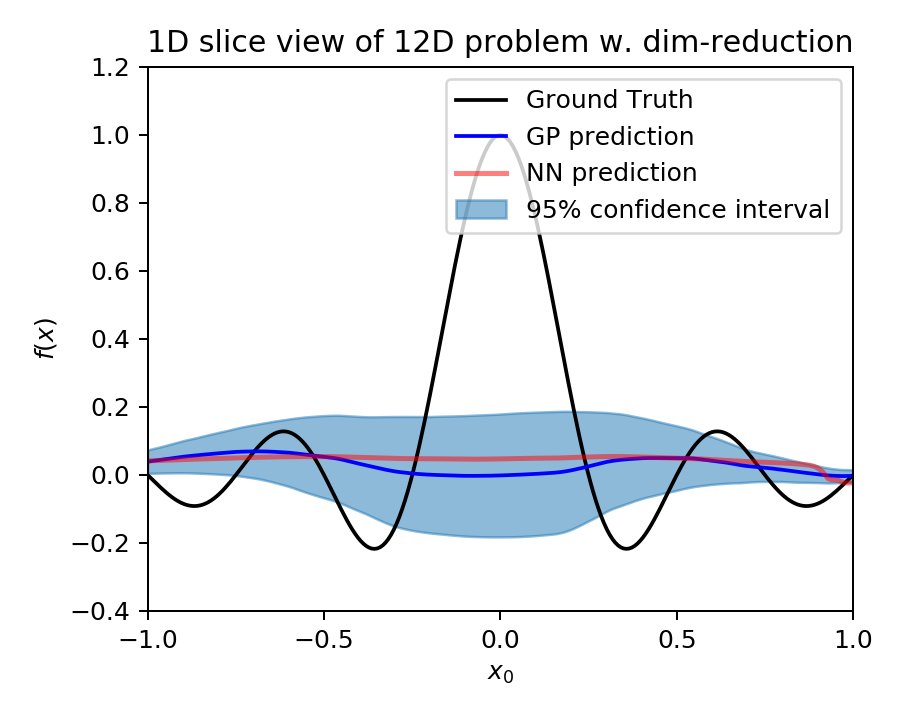 1D slice view of 12D problem w. dim-reduction
1.2
1.0
0.8
0.6
0.4
0.2
0.0
−0.2
−0.4
f(x)
Ground Truth
GP prediction
NN prediction
95% confidence interval
−1.0 −0.5 0.0 0.5 1.0
x₀